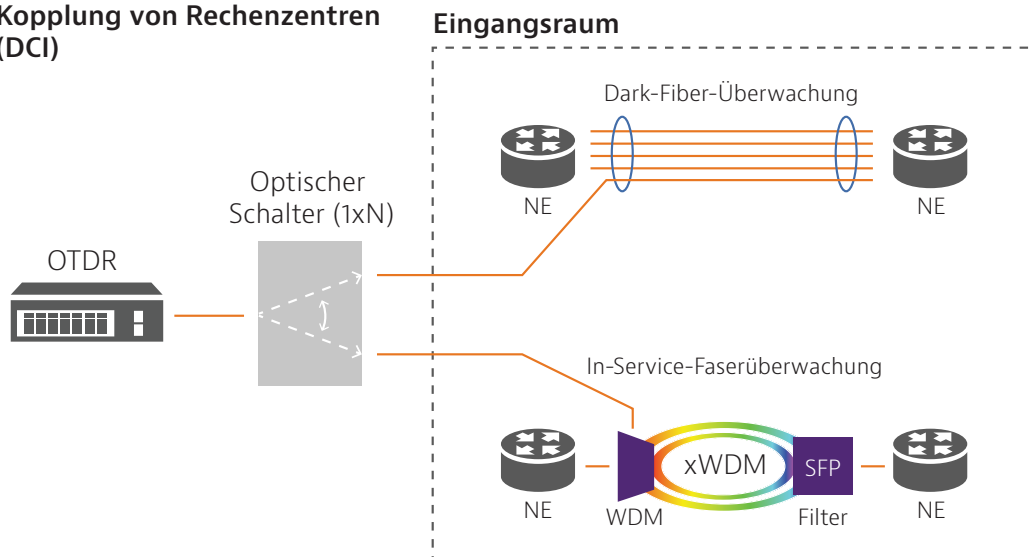 Kopplung von Rechenzentren
(DCI)
Eingangsraum
Dark-Fiber-Überwachung
NE
NE
Optischer
Schalter (1xN)
OTDR
In-Service-Faserüberwachung
xWDM
SFP
NE
WDM
Filter
NE